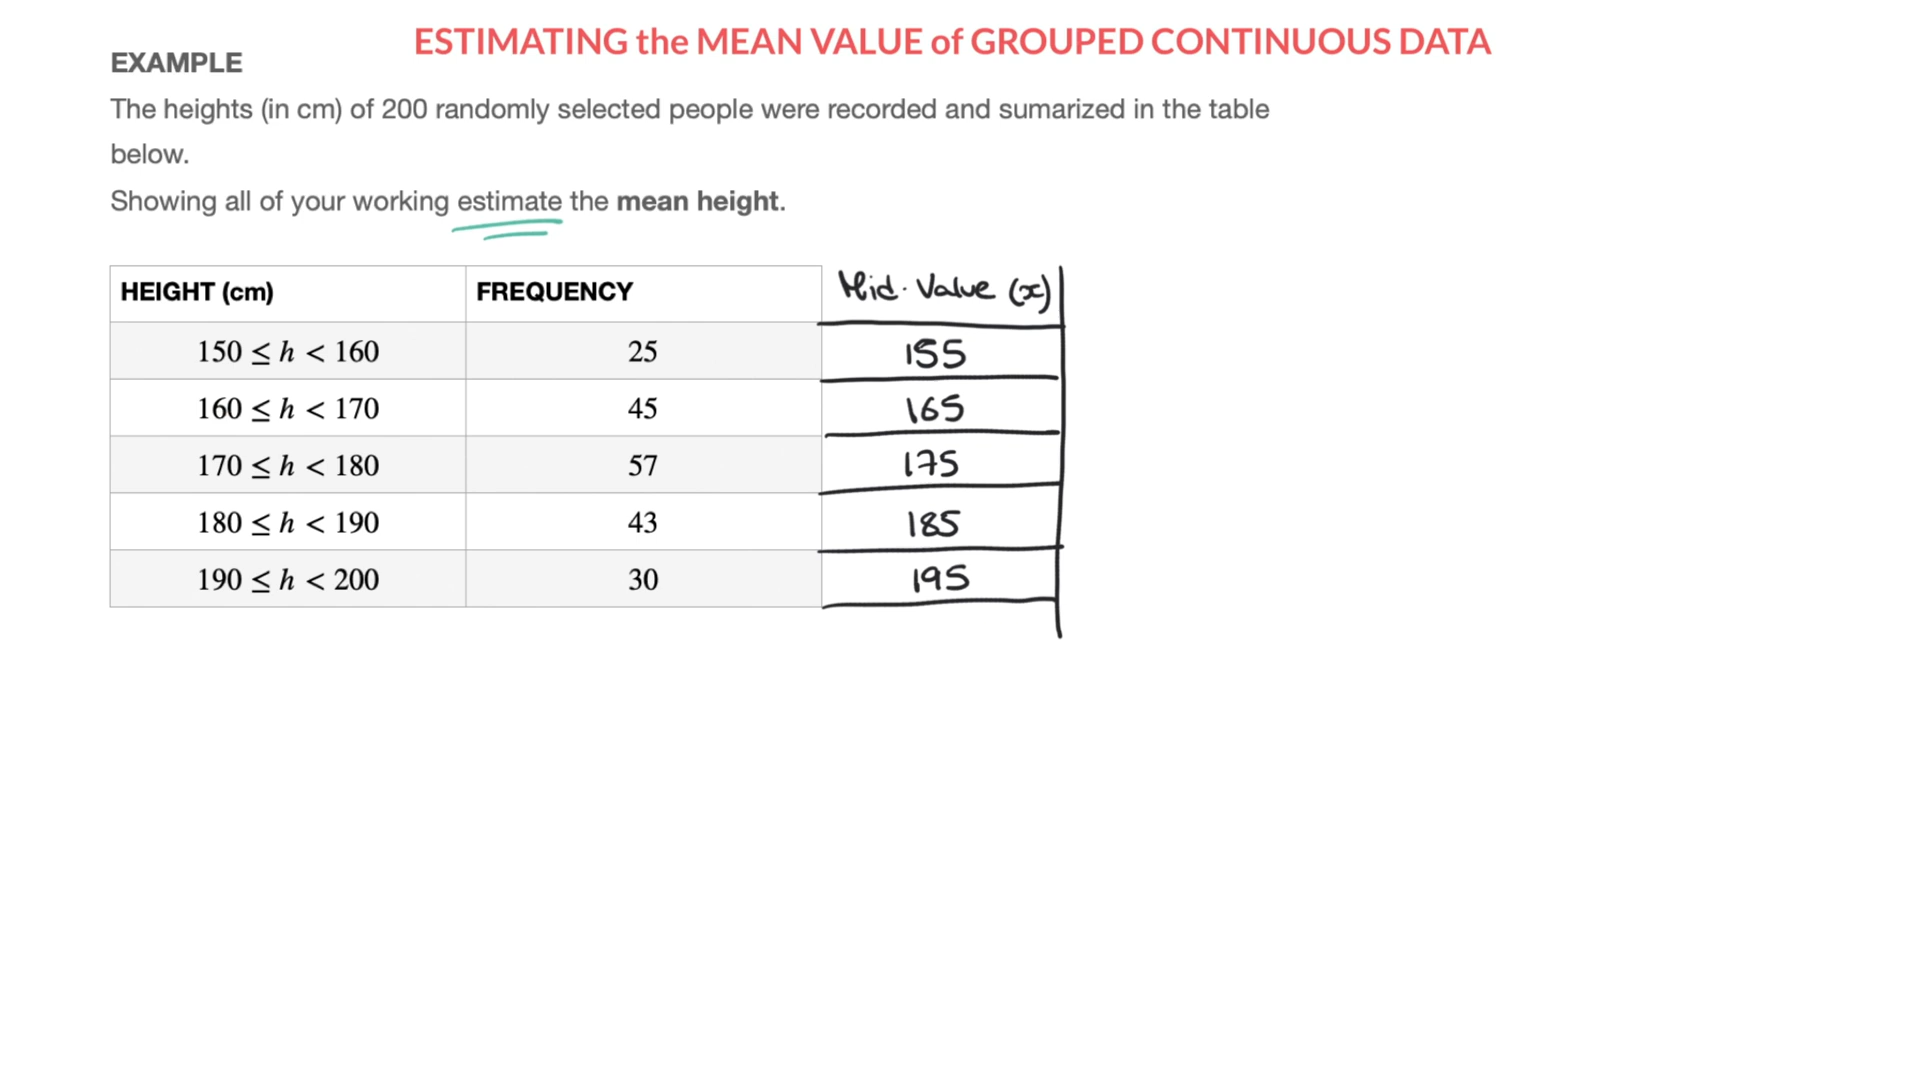 ESTIMATING the MEAN VALUE of GROUPED CONTINUOUS DATA
EXAMPLE
The heights (in cm) of 200 randomly selected people were recorded and sumarized in the table
below.
Showing all of your working estimate the mean height.
HEIGHT (cm) FREQUENCY Mid. Value (x)
150 ≤ h < 160 25 155
160 ≤ h < 170 45 165
170 ≤ h < 180 57 175
180 ≤ h < 190 43 185
190 ≤ h < 200 30 195